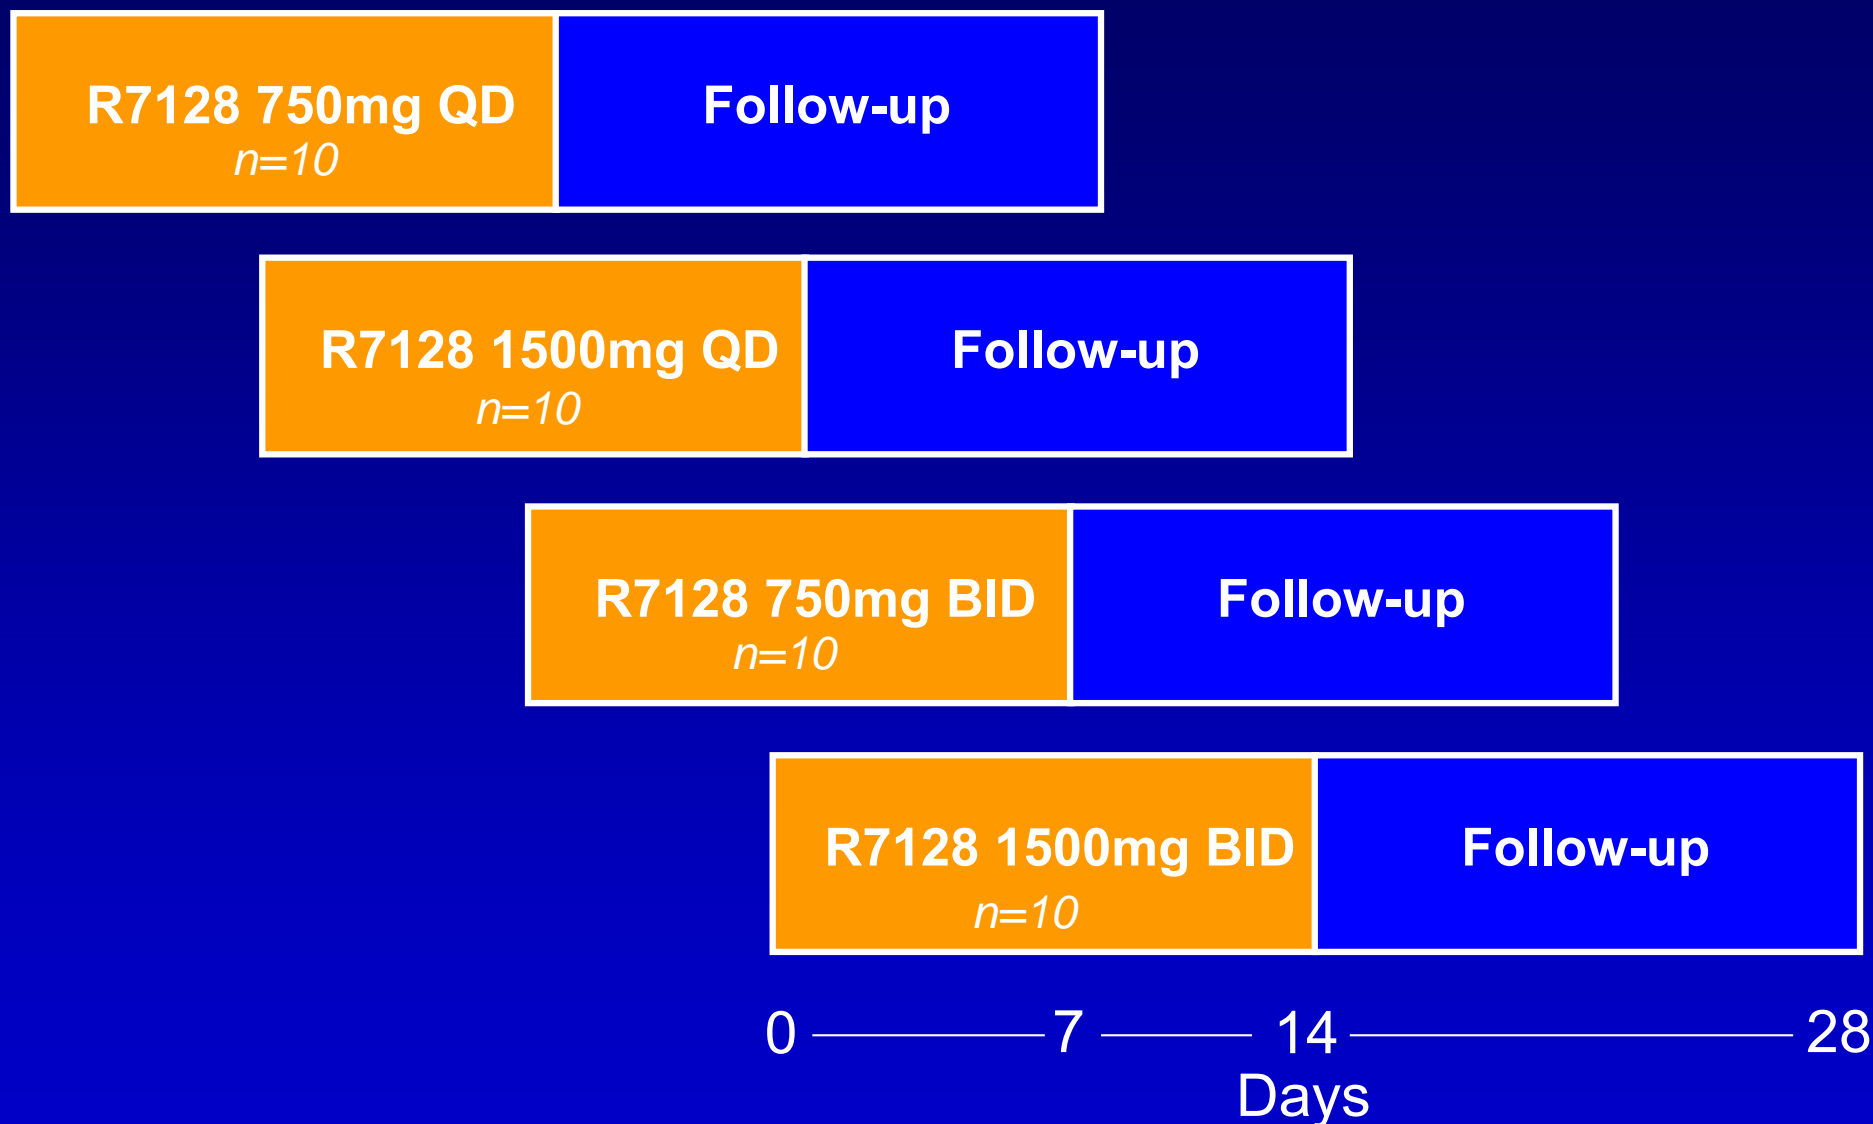 R7128 750mg QD
n=10
Follow-up
R7128 1500mg QD
n=10
Follow-up
R7128 750mg BID
n=10
Follow-up
R7128 1500mg BID
n=10
Follow-up
0 7 14 28
Days